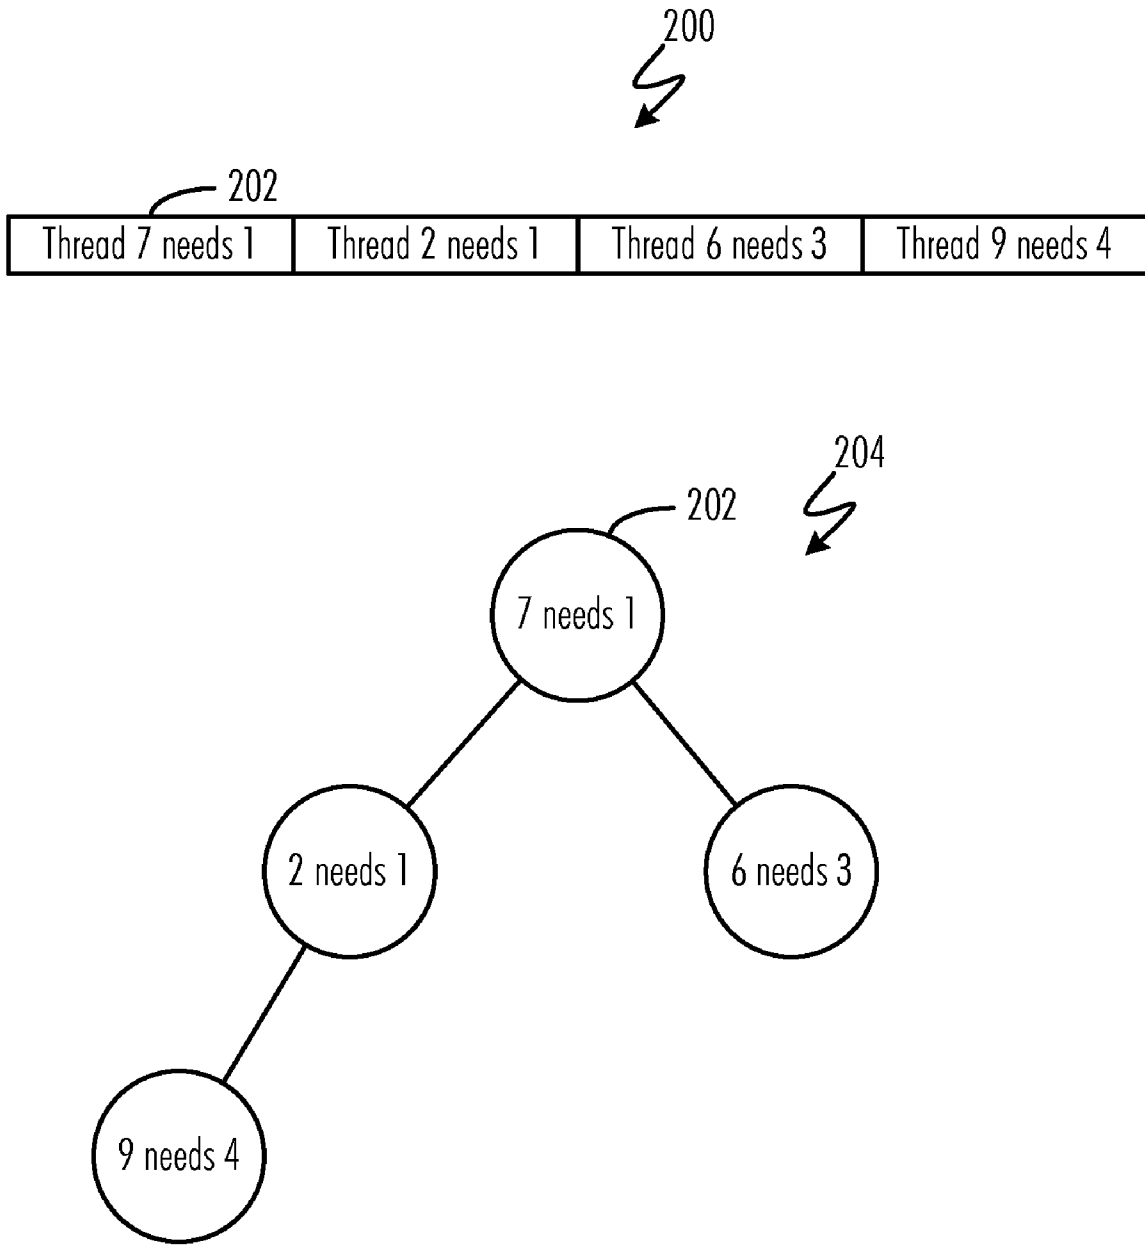 200
202
Thread 7 needs 1 Thread 2 needs 1 Thread 6 needs 3 Thread 9 needs 4
204
202
7 needs 1
2 needs 1 6 needs 3
9 needs 4